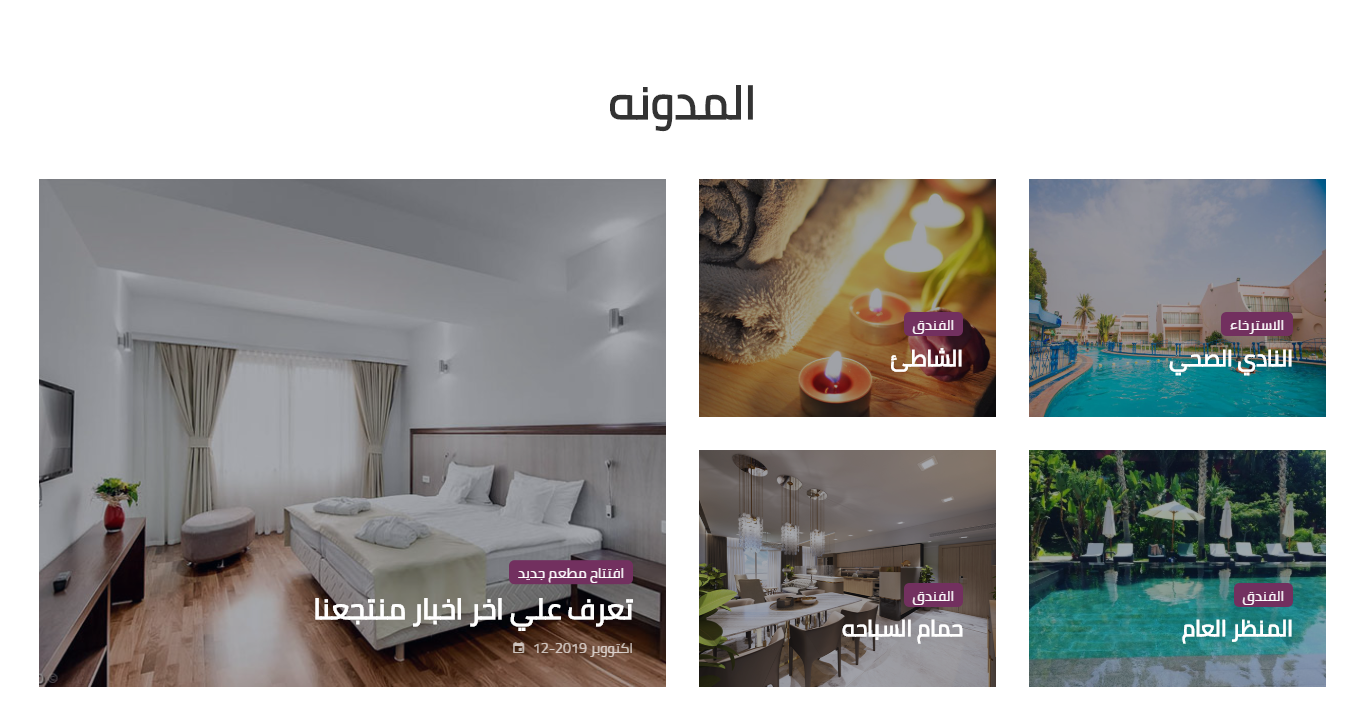 المدونه
الاسترخاء
النادي الصحي
الفندق
الشاطئ
الفندق
المنظر العام
الفندق
حمام السباحه
افتتاح مطعم جديد
تعرف علي اخر اخبار منتجعنا
اكتووبر 2019-12